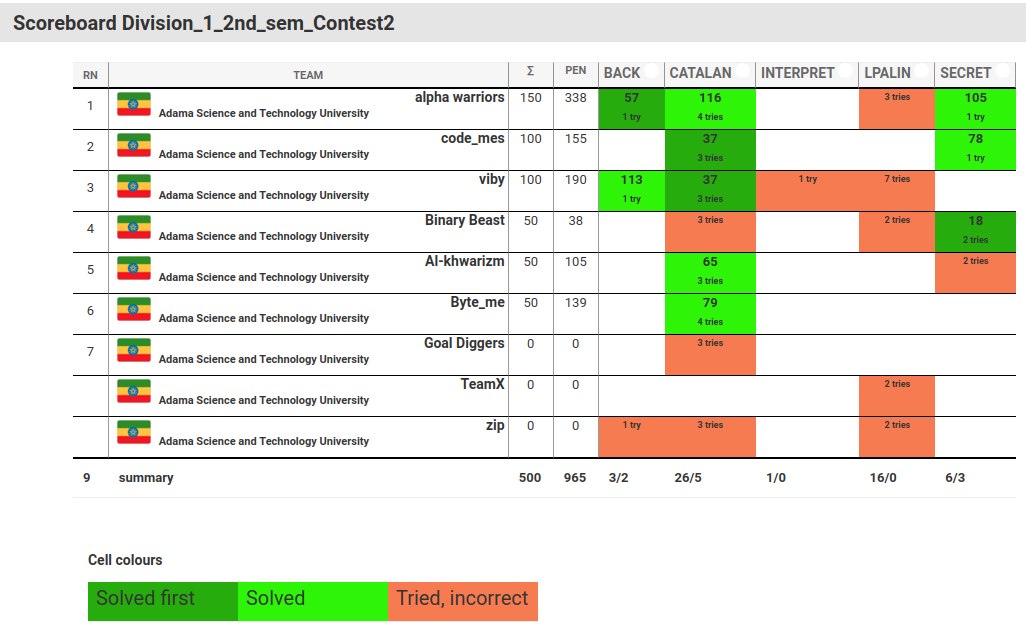 Scoreboard Division_1_2nd_sem_Contest2
RN TEAM Σ PEN BACK CATALAN INTERPRET LPALIN SECRET
1 alpha warriors 150 338 57 116 3 tries 105
Adama Science and Technology University 1 try 4 tries 1 try
2 code_mes 100 155 37 78
Adama Science and Technology University 3 tries 1 try
3 viby 100 190 113 37 1 try 7 tries
Adama Science and Technology University 1 try 3 tries
4 Binary Beast 50 38 3 tries 2 tries 18
Adama Science and Technology University 2 tries
5 Al-khwarizm 50 105 65 2 tries
Adama Science and Technology University 3 tries
6 Byte_me 50 139 79
Adama Science and Technology University 4 tries
7 Goal Diggers 0 0 3 tries
Adama Science and Technology University
TeamX 0 0 2 tries
Adama Science and Technology University
zip 0 0 1 try 3 tries 2 tries
Adama Science and Technology University
9 summary 500 965 3/2 26/5 1/0 16/0 6/3
Cell colours
Solved first Solved Tried, incorrect